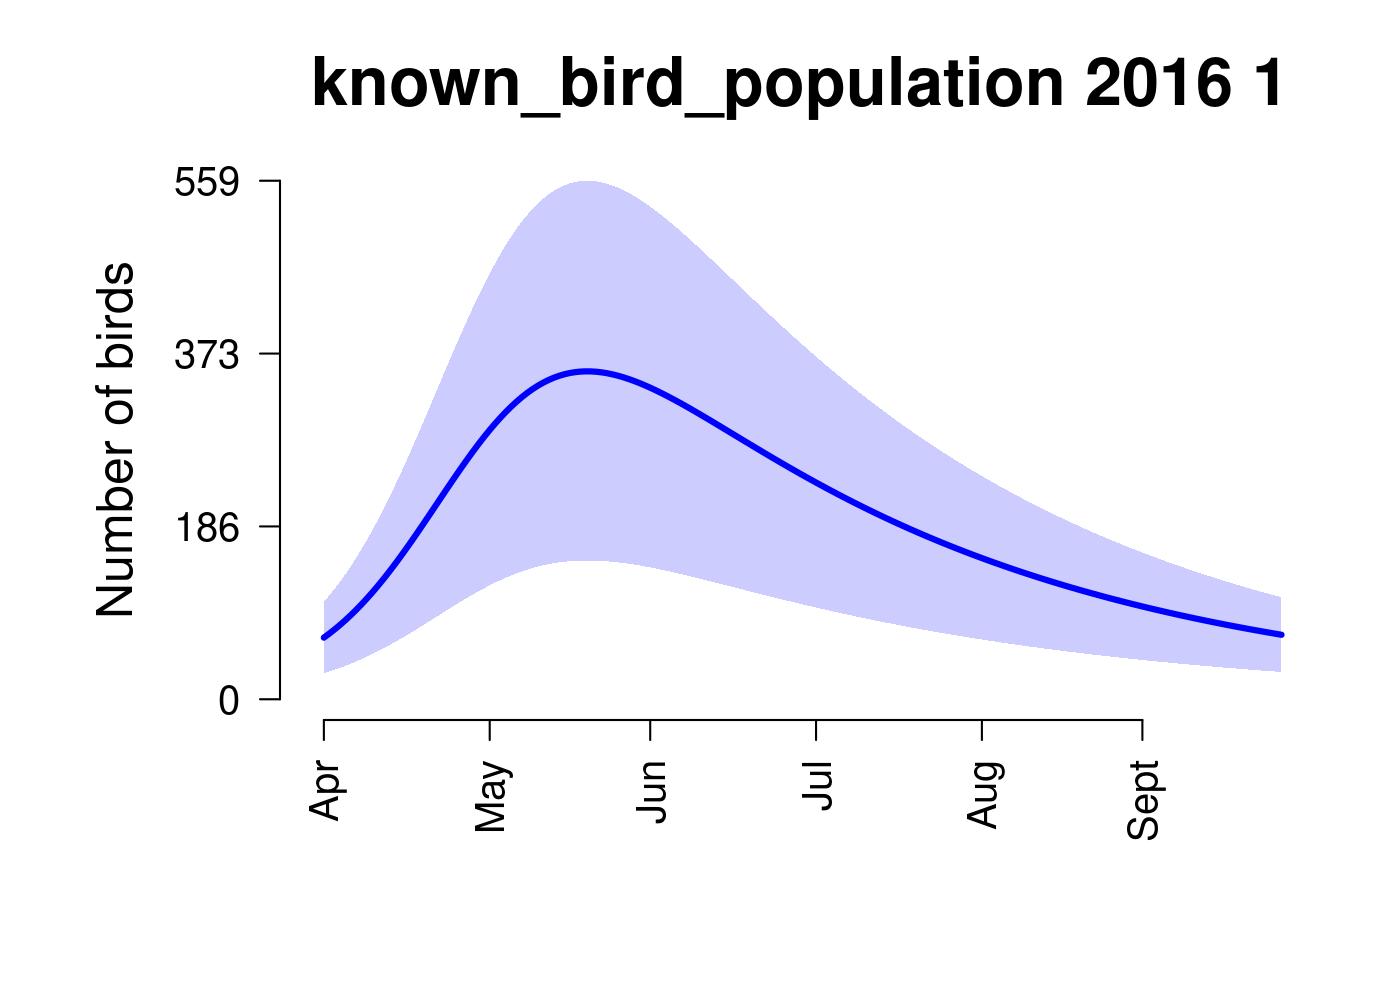 known_bird_population 2016 1
Number of birds
559
373
186
0
Apr
May
Jun
Jul
Aug
Sept